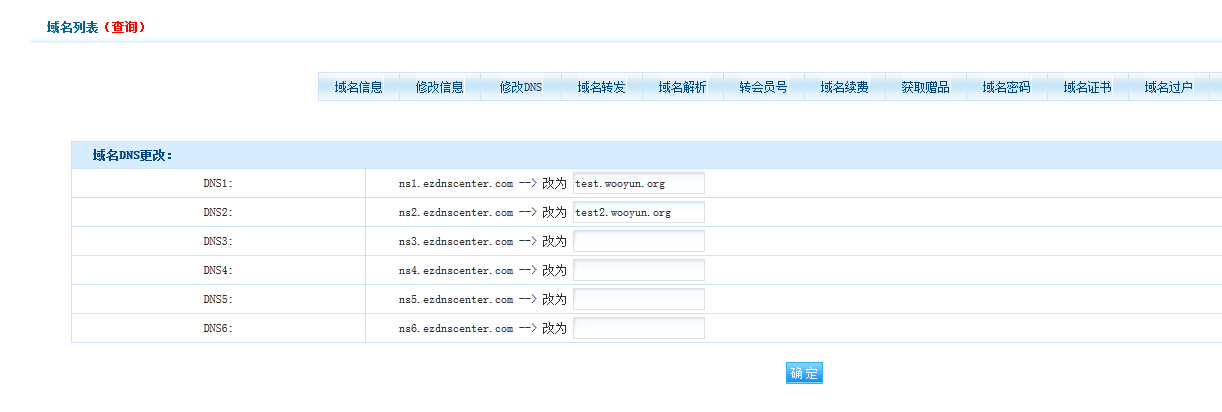 域名列表（查询）
域名信息 修改信息 修改DNS 域名转发 域名解析 转会员号 域名续费 获取赠品 域名密码 域名证书 域名过户
域名DNS更改：
DNS1: ns1.ezdnscenter.com --> 改为 test.wooyun.org
DNS2: ns2.ezdnscenter.com --> 改为 test2.wooyun.org
DNS3: ns3.ezdnscenter.com --> 改为
DNS4: ns4.ezdnscenter.com --> 改为
DNS5: ns5.ezdnscenter.com --> 改为
DNS6: ns6.ezdnscenter.com --> 改为
确定